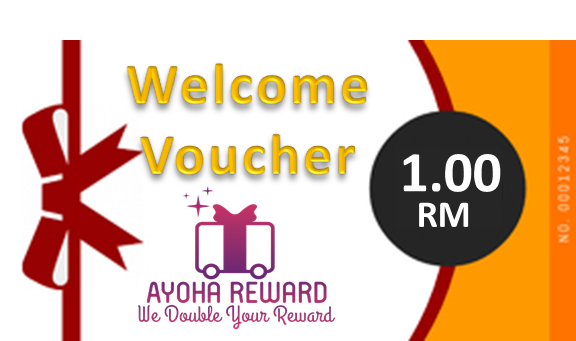 Welcome
Voucher
1.00
RM
AYOHA REWARD
We Double Your Reward
NO. 00012345